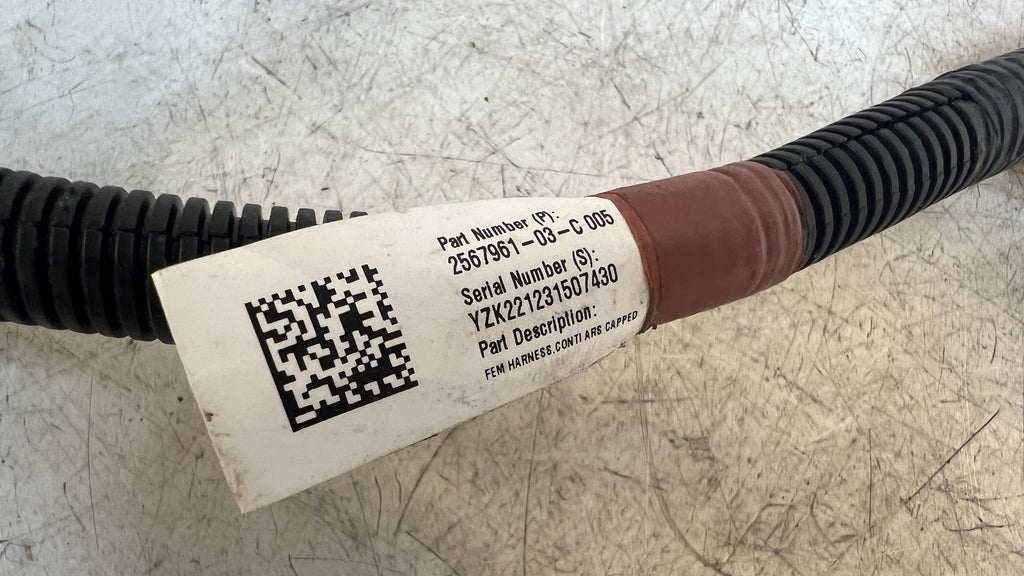 Part Number (P):
2567961-03-C 005
Serial Number (S):
YZK221231507430
Part Description:
FEM HARNESS.CONTI ARS CAPPED